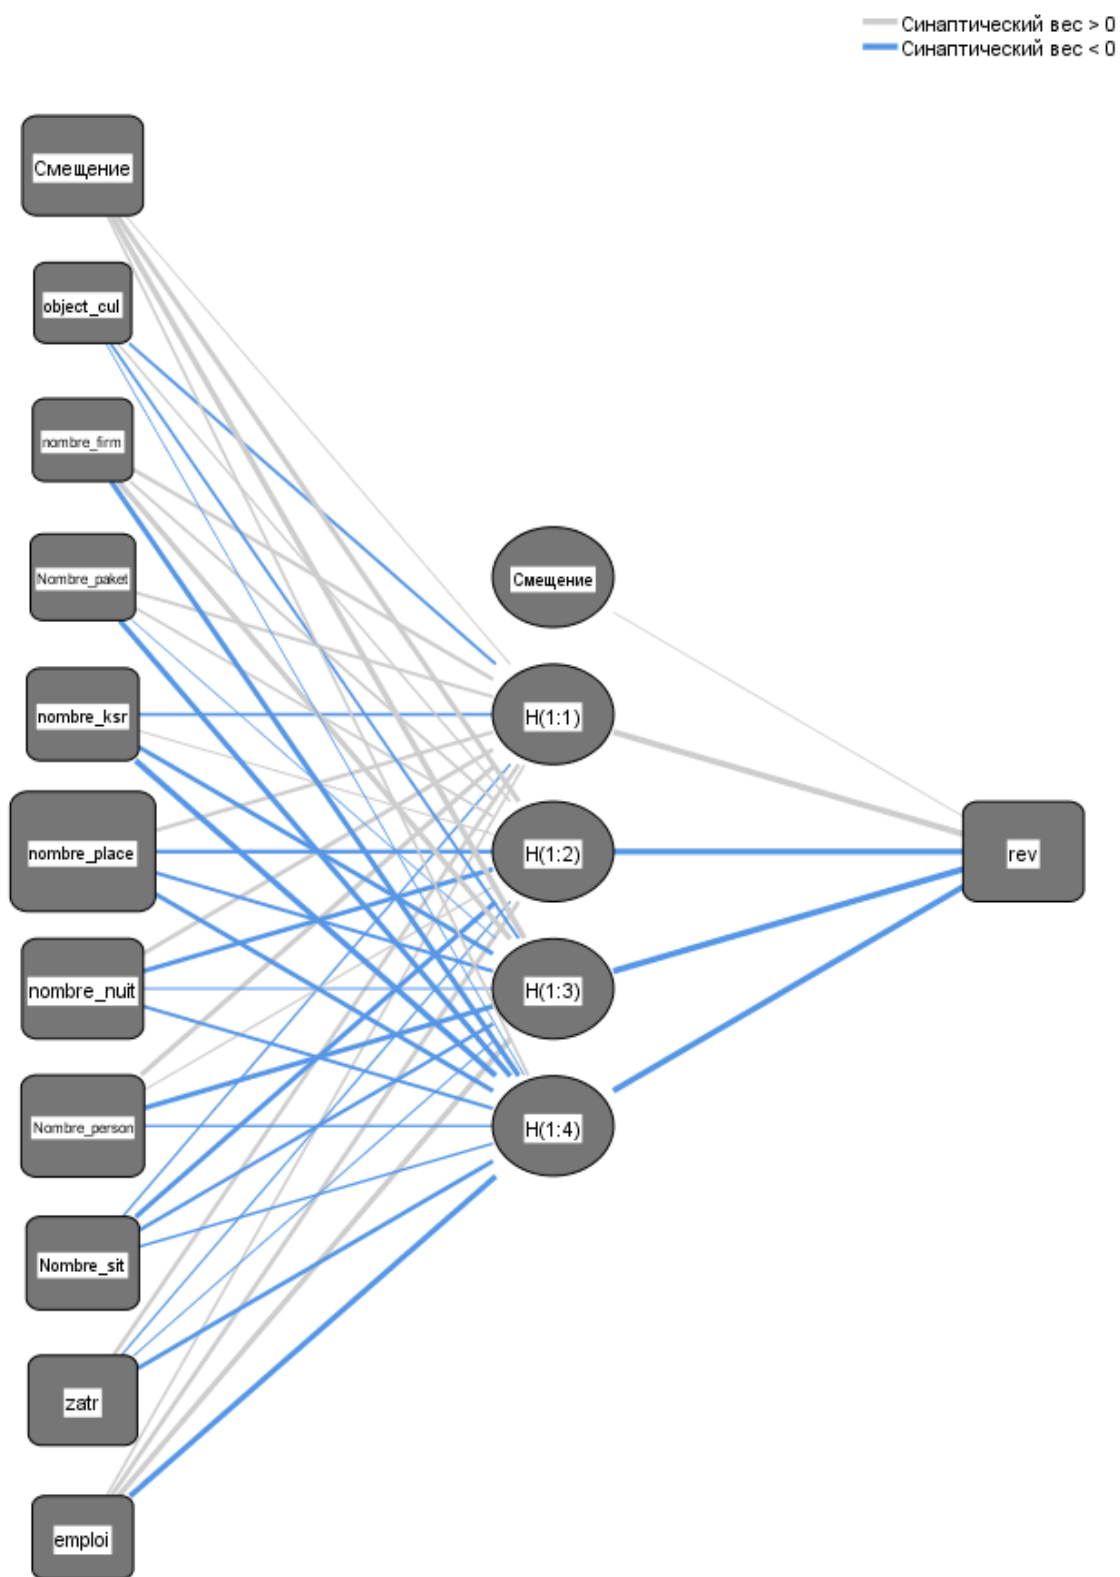 Синаптический вес > 0
Синаптический вес < 0
Смещение
object_cul
nombre_firm
Nombre_paket
nombre_ksr
nombre_place
nombre_nuit
Nombre_person
Nombre_sit
zatr
emploi
Смещение
H(1:1)
H(1:2)
H(1:3)
H(1:4)
rev